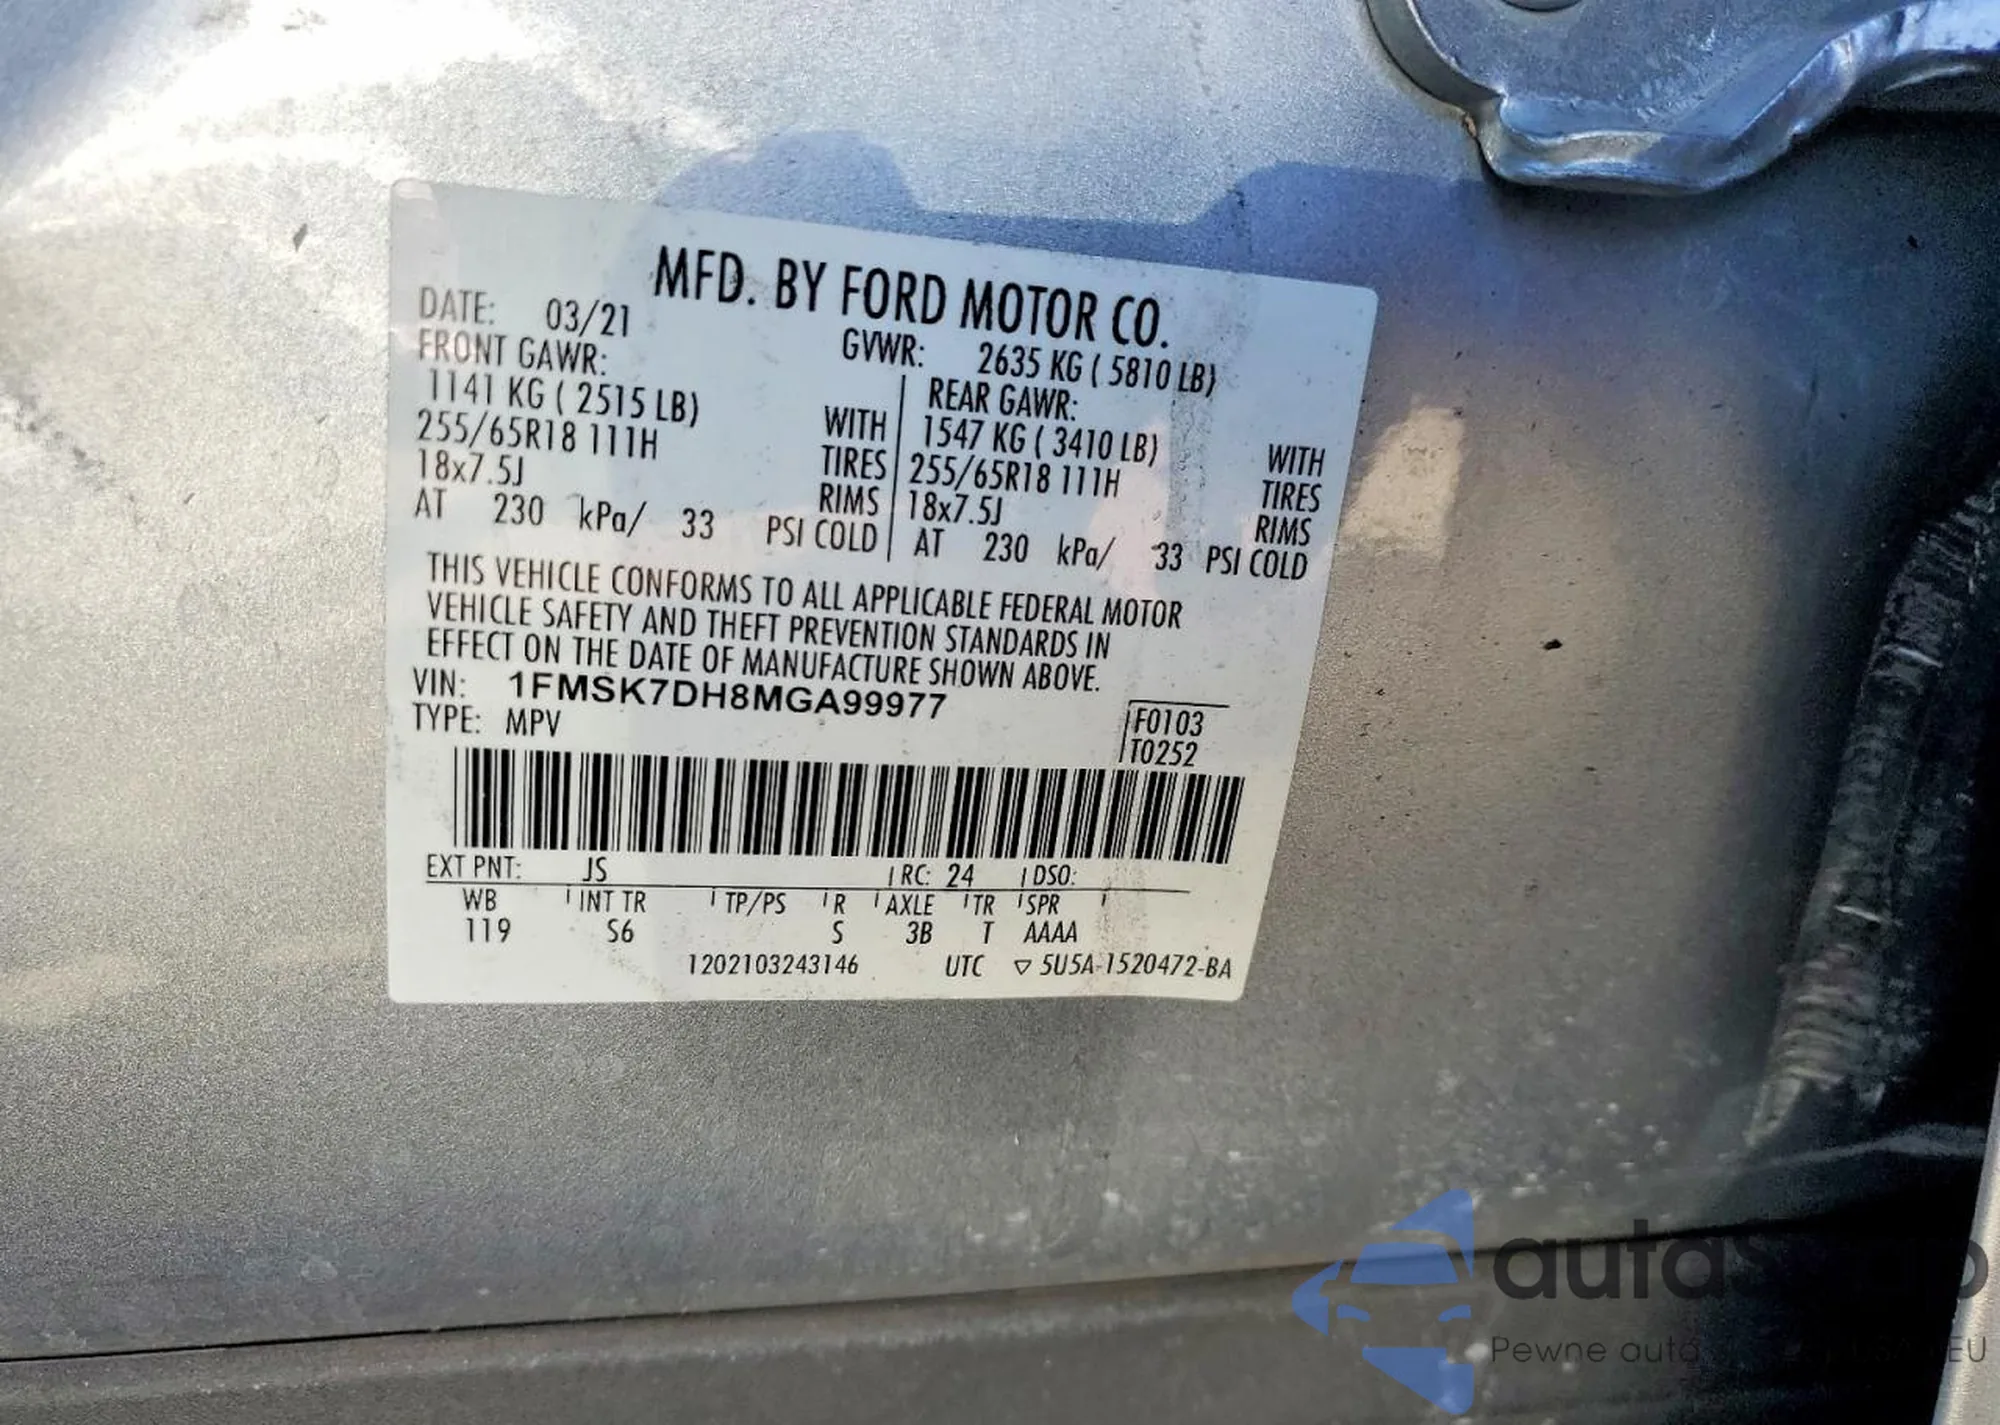 MFD. BY FORD MOTOR CO.
DATE: 03/21
GVWR: 2635 KG ( 5810 LB)
FRONT GAWR:
REAR GAWR:
1141 KG ( 2515 LB) WITH
1547 KG ( 3410 LB) WITH
255/65R18 111H TIRES
255/65R18 111H TIRES
18x7.5J RIMS
18x7.5J RIMS
AT 230 kPa/ 33 PSI COLD
AT 230 kPa/ 33 PSI COLD
THIS VEHICLE CONFORMS TO ALL APPLICABLE FEDERAL MOTOR
VEHICLE SAFETY AND THEFT PREVENTION STANDARDS IN
EFFECT ON THE DATE OF MANUFACTURE SHOWN ABOVE.
VIN: 1FMSK7DH8MGA99977
TYPE: MPV
F0103
T0252
EXT PNT: JS RC: 24 DSO:
WB INT TR TP/PS R AXLE TR SPR
119 S6 S 3B T AAAA
1202103243146 UTC ▽ 5U5A-1520472-BA
Pewne auta EU